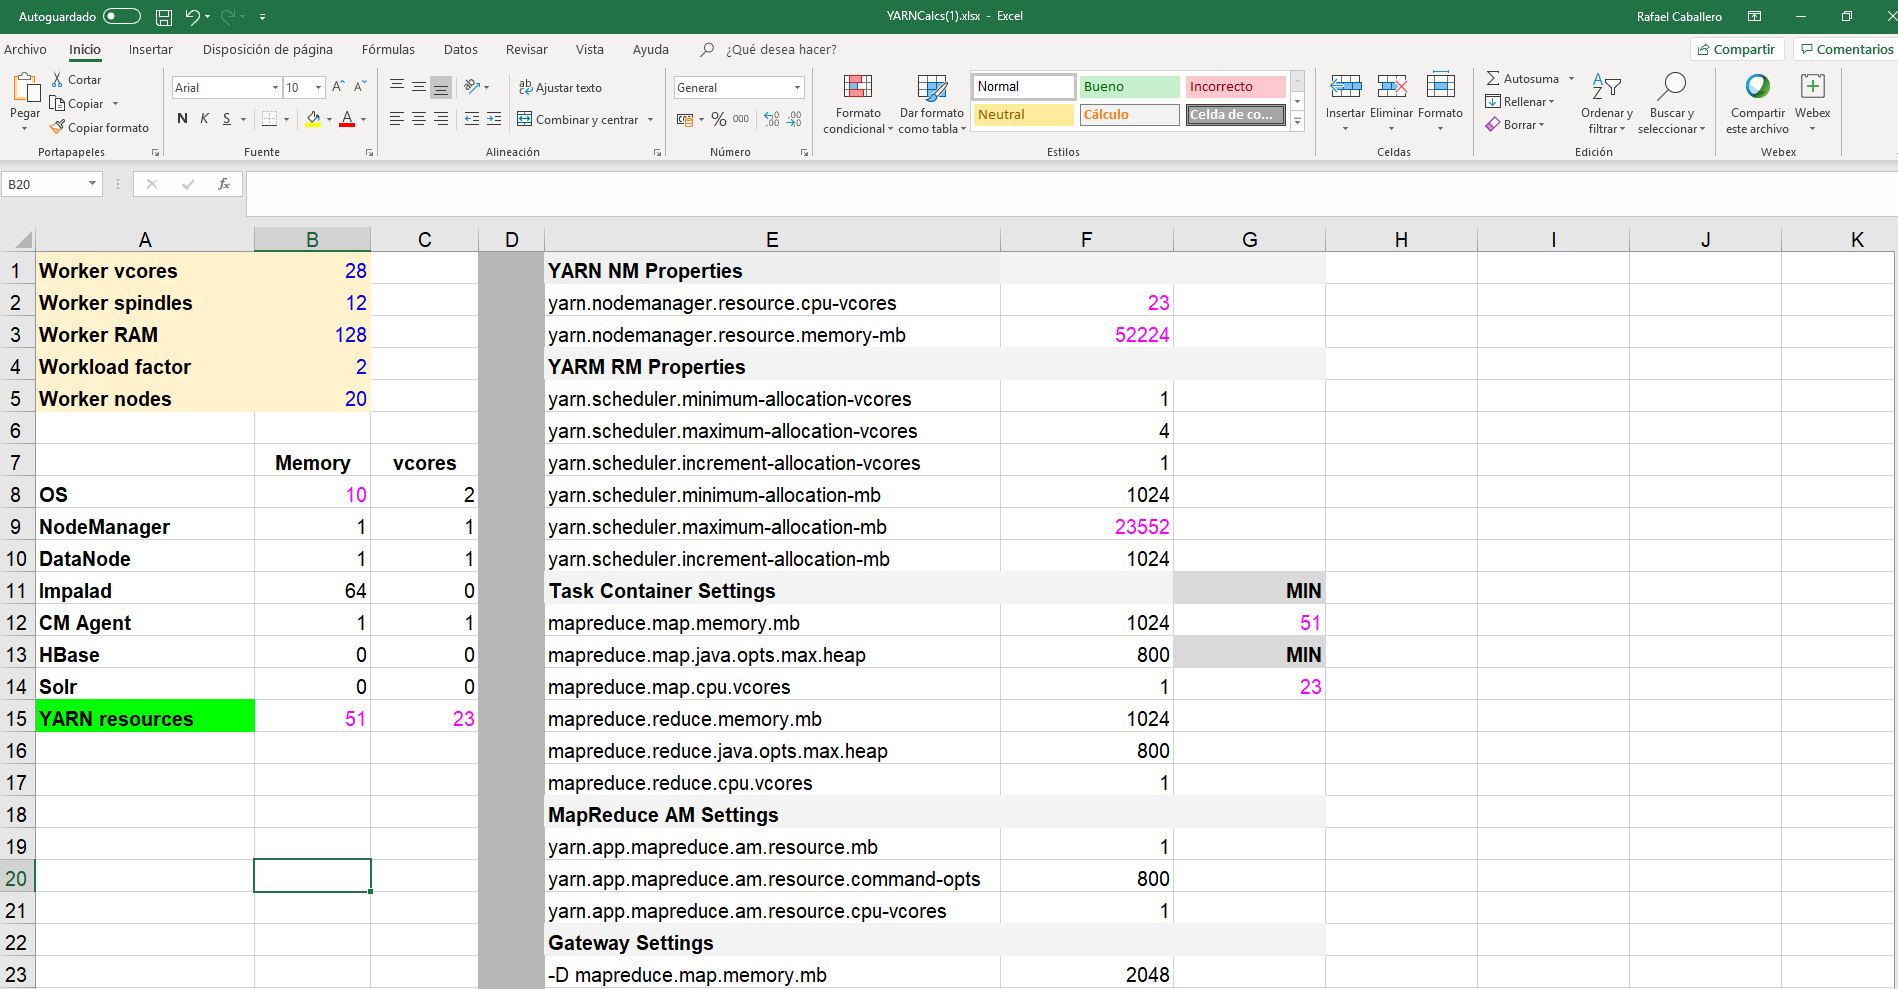 Autoguardado
YARNCalcs(1).xlsx - Excel
Rafael Caballero
Archivo Inicio Insertar Disposición de página Fórmulas Datos Revisar Vista Ayuda ¿Qué desea hacer? Compartir Comentarios
Pegar
Cortar
Copiar
Copiar formato
Portapapeles
Arial 10
N K S
Fuente
Ajustar texto
Combinar y centrar
Alineación
General
% 000
Número
Formato condicional
Dar formato como tabla
Normal Bueno Incorrecto
Neutral Cálculo Celda de co...
Estilos
Insertar Eliminar Formato
Celdas
Autosuma
Rellenar
Borrar
Ordenar y filtrar
Buscar y seleccionar
Edición
Compartir este archivo
Webex
Webex
B20 fx
A B C D E F G H I J K
1 Worker vcores 28 YARN NM Properties
2 Worker spindles 12 yarn.nodemanager.resource.cpu-vcores 23
3 Worker RAM 128 yarn.nodemanager.resource.memory-mb 52224
4 Workload factor 2 YARM RM Properties
5 Worker nodes 20 yarn.scheduler.minimum-allocation-vcores 1
6 yarn.scheduler.maximum-allocation-vcores 4
7 Memory vcores yarn.scheduler.increment-allocation-vcores 1
8 OS 10 2 yarn.scheduler.minimum-allocation-mb 1024
9 NodeManager 1 1 yarn.scheduler.maximum-allocation-mb 23552
10 DataNode 1 1 yarn.scheduler.increment-allocation-mb 1024
11 Impalad 64 0 Task Container Settings MIN
12 CM Agent 1 1 mapreduce.map.memory.mb 1024 51
13 HBase 0 0 mapreduce.map.java.opts.max.heap 800 MIN
14 Solr 0 0 mapreduce.map.cpu.vcores 1 23
15 YARN resources 51 23 mapreduce.reduce.memory.mb 1024
16 mapreduce.reduce.java.opts.max.heap 800
17 mapreduce.reduce.cpu.vcores 1
18 MapReduce AM Settings
19 yarn.app.mapreduce.am.resource.mb 1
20 yarn.app.mapreduce.am.resource.command-opts 800
21 yarn.app.mapreduce.am.resource.cpu-vcores 1
22 Gateway Settings
23 -D mapreduce.map.memory.mb 2048